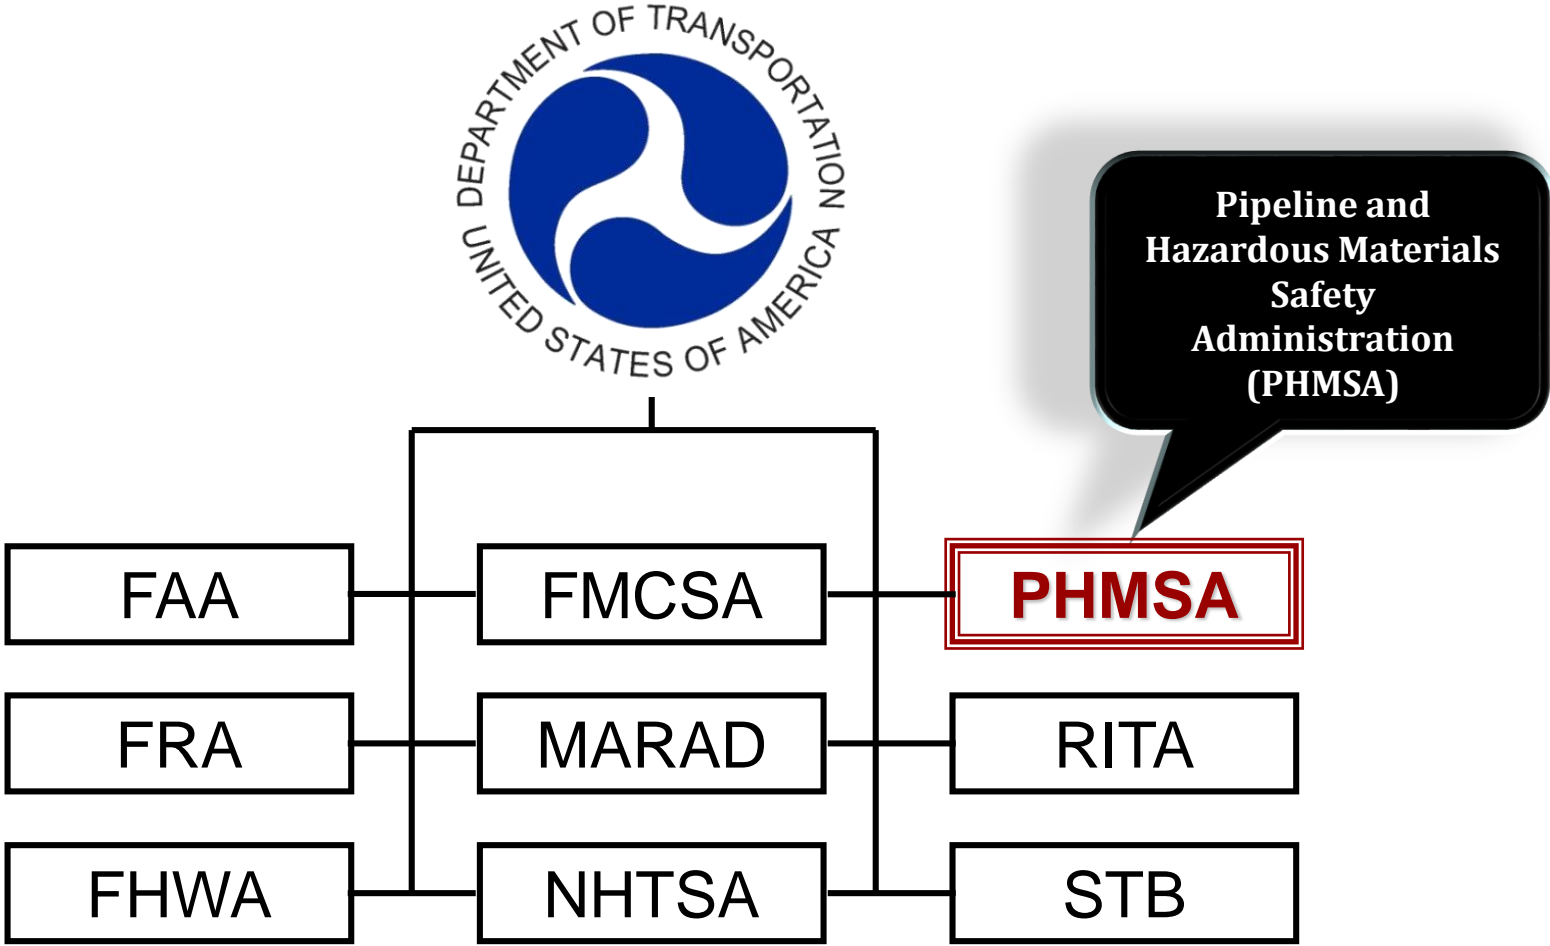 DEPARTMENT OF TRANSPORTATION
UNITED STATES OF AMERICA
Pipeline and
Hazardous Materials
Safety
Administration
(PHMSA)
FAA
FMCSA
PHMSA
FRA
MARAD
RITA
FHWA
NHTSA
STB